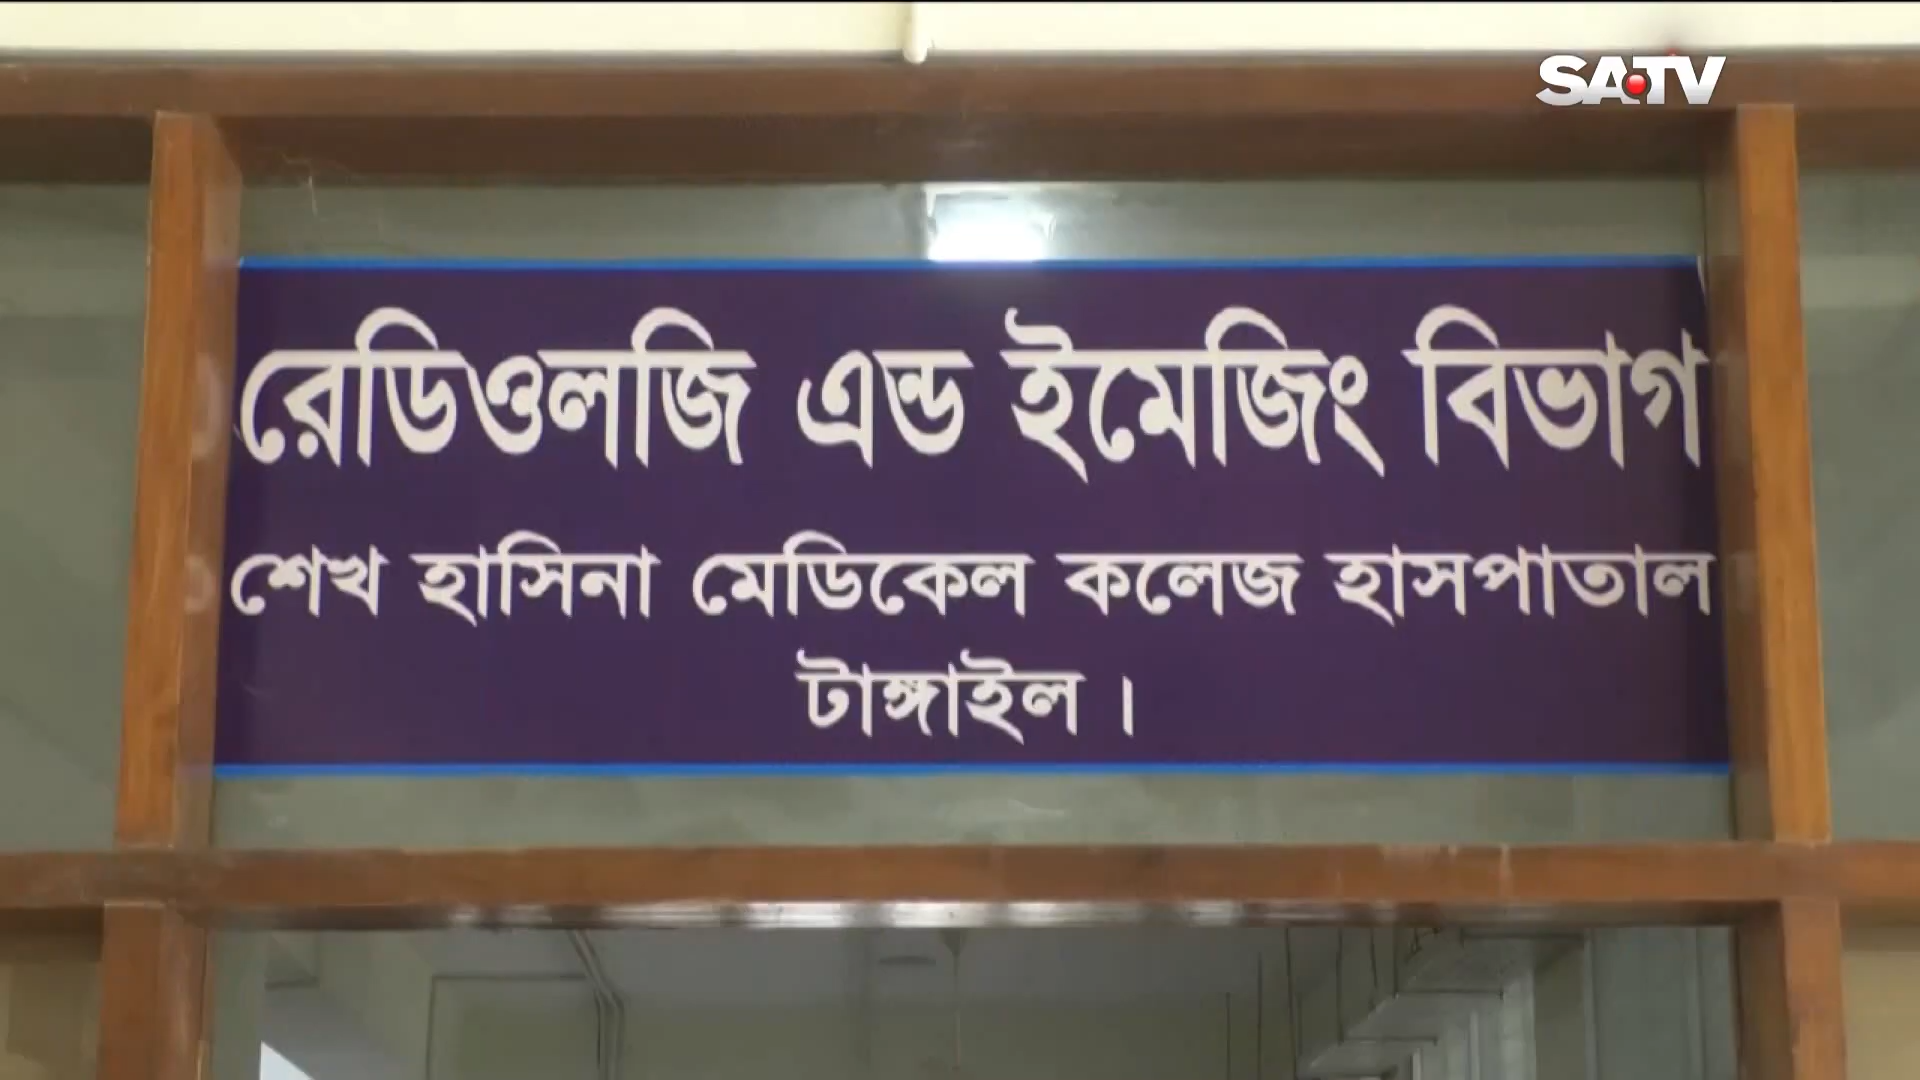 SATV
রেডিওলজি এন্ড ইমেজিং বিভাগ
শেখ হাসিনা মেডিকেল কলেজ হাসপাতাল
টাঙ্গাইল।